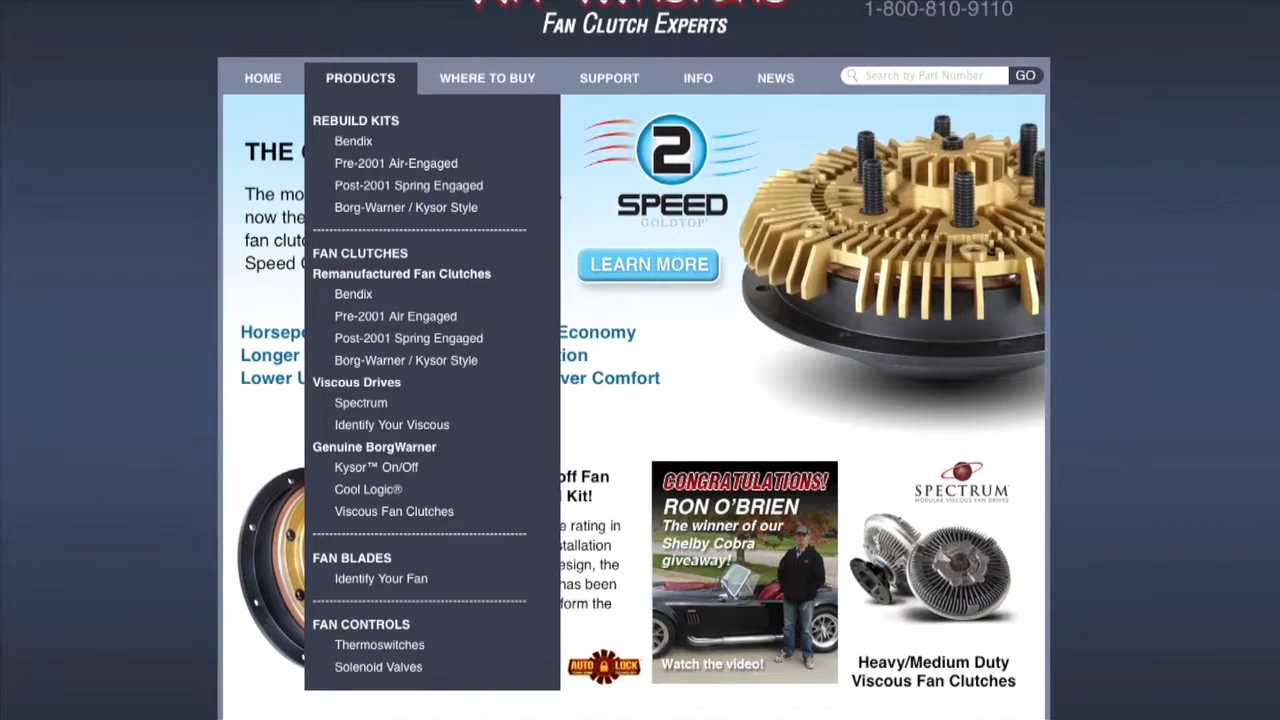 1-800-810-9110
FAN CLUTCH EXPERTS
HOME PRODUCTS WHERE TO BUY SUPPORT INFO NEWS Search by Part Number GO
REBUILD KITS
Bendix
Pre-2001 Air-Engaged
Post-2001 Spring Engaged
Borg-Warner / Kysor Style
FAN CLUTCHES
Remanufactured Fan Clutches
Bendix
Pre-2001 Air Engaged
Post-2001 Spring Engaged
Borg-Warner / Kysor Style
Viscous Drives
Spectrum
Identify Your Viscous
Genuine BorgWarner
Kysor™ On/Off
Cool Logic®
Viscous Fan Clutches
FAN BLADES
Identify Your Fan
FAN CONTROLS
Thermoswitches
Solenoid Valves
THE
The mo
now the
fan clutc
Speed
2
SPEED
GOLDTOP
LEARN MORE
Horsepo
Economy
Longer
tion
Lower U
ver Comfort
off Fan
Kit!
e rating in
stallation
esign, the
has been
form the
AUTO LOCK
CONGRATULATIONS!
RON O'BRIEN
The winner of our
Shelby Cobra
giveaway!
Watch the video!
SPECTRUM
MODULAR VISCOUS FAN DRIVES
Heavy/Medium Duty
Viscous Fan Clutches